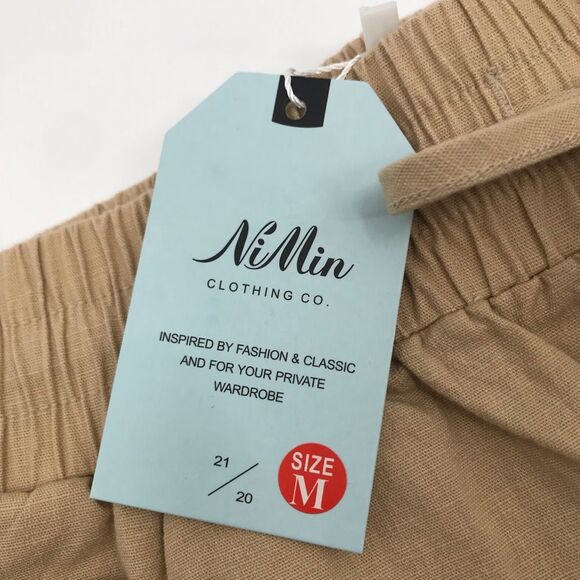 NiMin
CLOTHING CO.
INSPIRED BY FASHION & CLASSIC
AND FOR YOUR PRIVATE
WARDROBE
21 / 20
SIZE
M